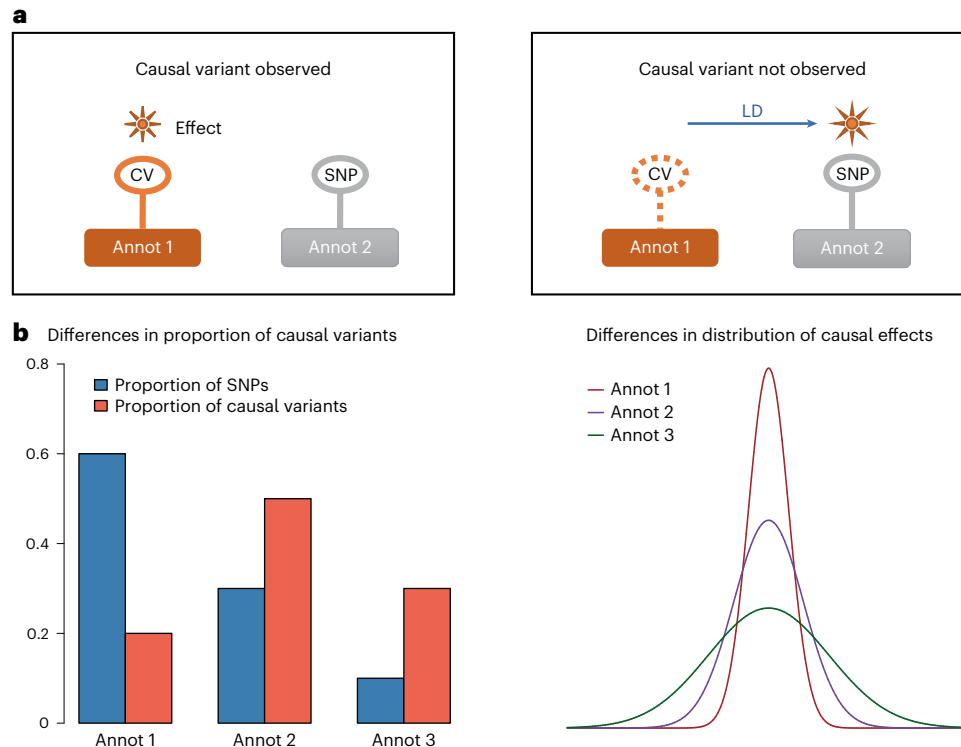 a
Causal variant observed
Effect
CV
SNP
Annot 1
Annot 2
Causal variant not observed
LD
CV
SNP
Annot 1
Annot 2
b
Differences in proportion of causal variants
0.8
0.6
0.4
0.2
0
Proportion of SNPs
Proportion of causal variants
Annot 1
Annot 2
Annot 3
Differences in distribution of causal effects
Annot 1
Annot 2
Annot 3